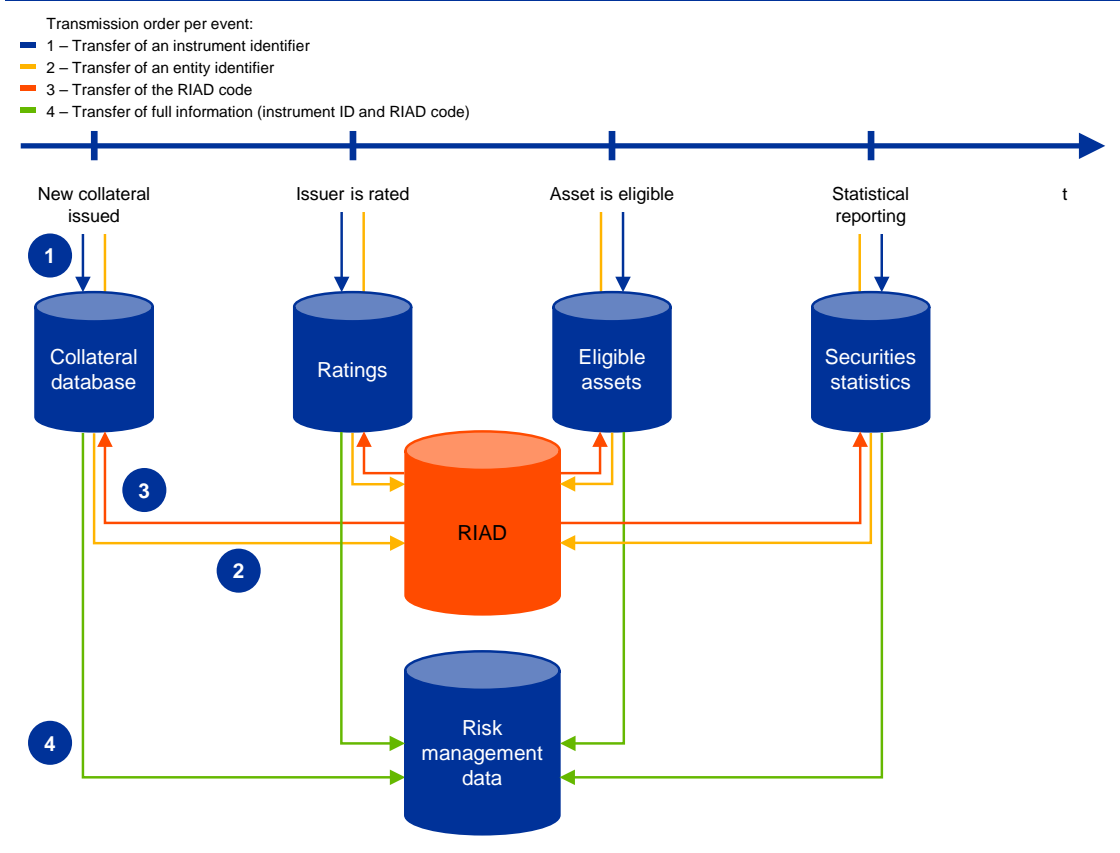 Transmission order per event:
1 – Transfer of an instrument identifier
2 – Transfer of an entity identifier
3 – Transfer of the RIAD code
4 – Transfer of full information (instrument ID and RIAD code)
New collateral
issued
Issuer is rated
Asset is eligible
Statistical
reporting
t
1
Collateral
database
Ratings
Eligible
assets
Securities
statistics
3
RIAD
2
4
Risk
management
data